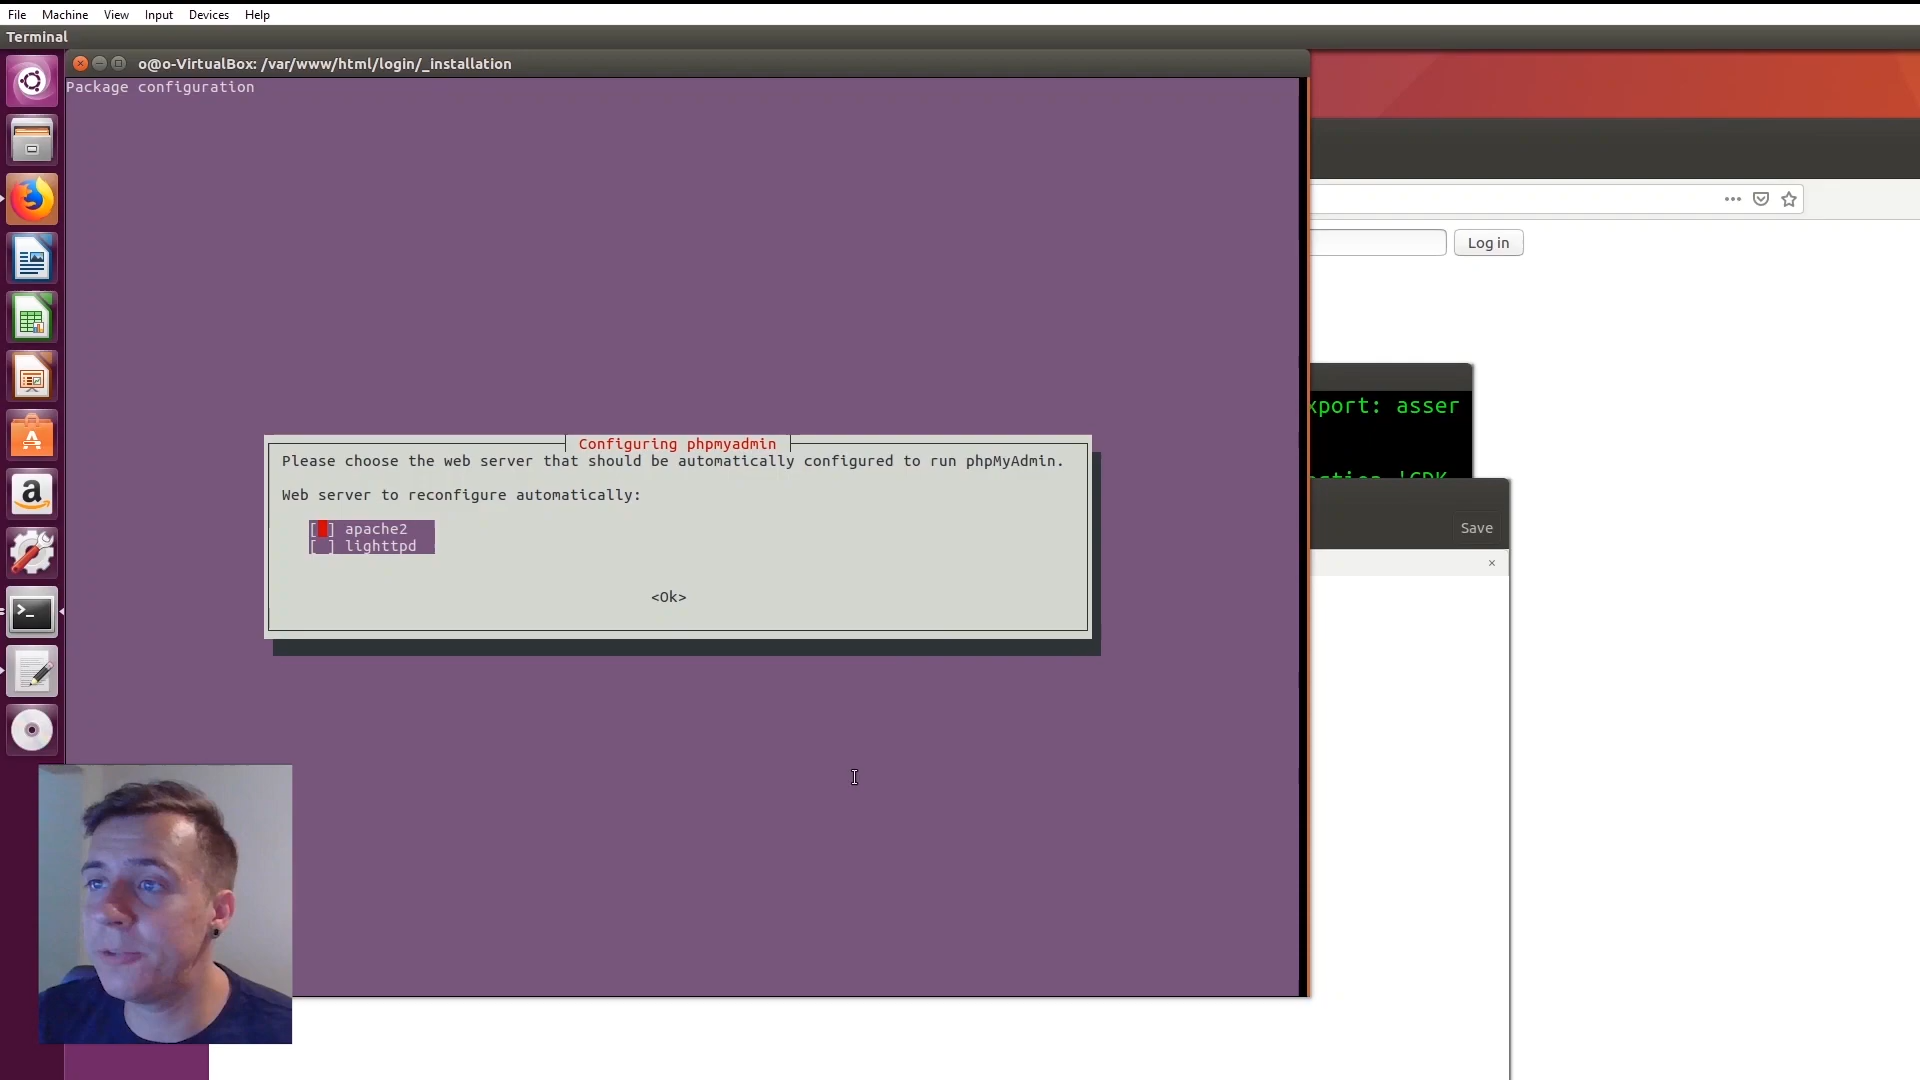 File Machine View Input Devices Help
Terminal
o@o-VirtualBox: /var/www/html/login/_installation
Package configuration
Log in
xport: asser
Configuring phpmyadmin
Please choose the web server that should be automatically configured to run phpMyAdmin.
Web server to reconfigure automatically:
[ ] apache2
[ ] lighttpd
<Ok>
Save